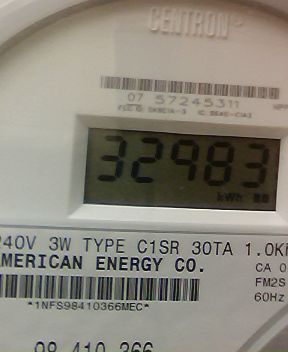 CENTRON
07 57245311
32983
kWh
240V 3W TYPE C1SR 30TA 1.0K
AMERICAN ENERGY CO.
CA 0
FM2S
60Hz
*1NFS98410366MEC*
98 410 366